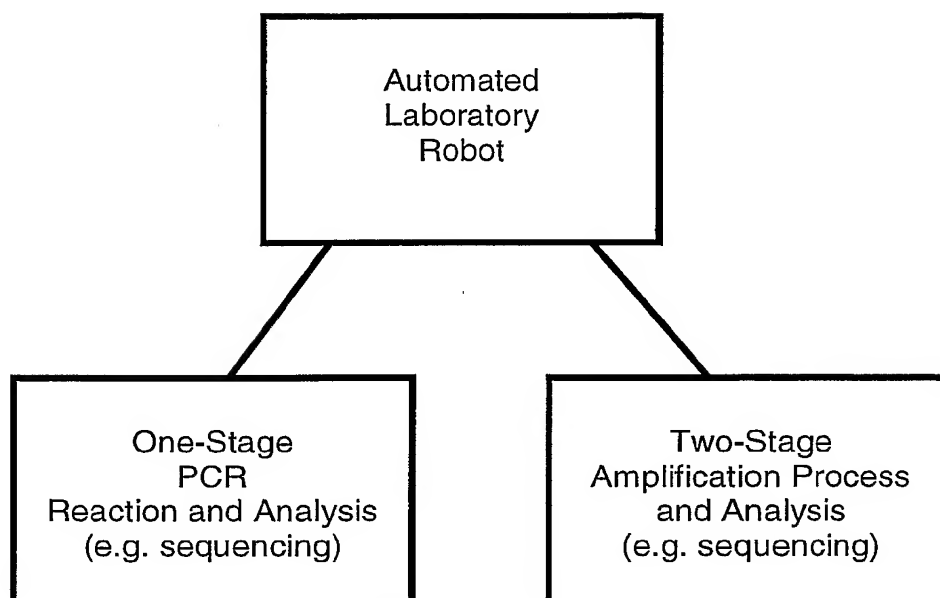 Automated
Laboratory
Robot
One-Stage
PCR
Reaction and Analysis
(e.g. sequencing)
Two-Stage
Amplification Process
and Analysis
(e.g. sequencing)